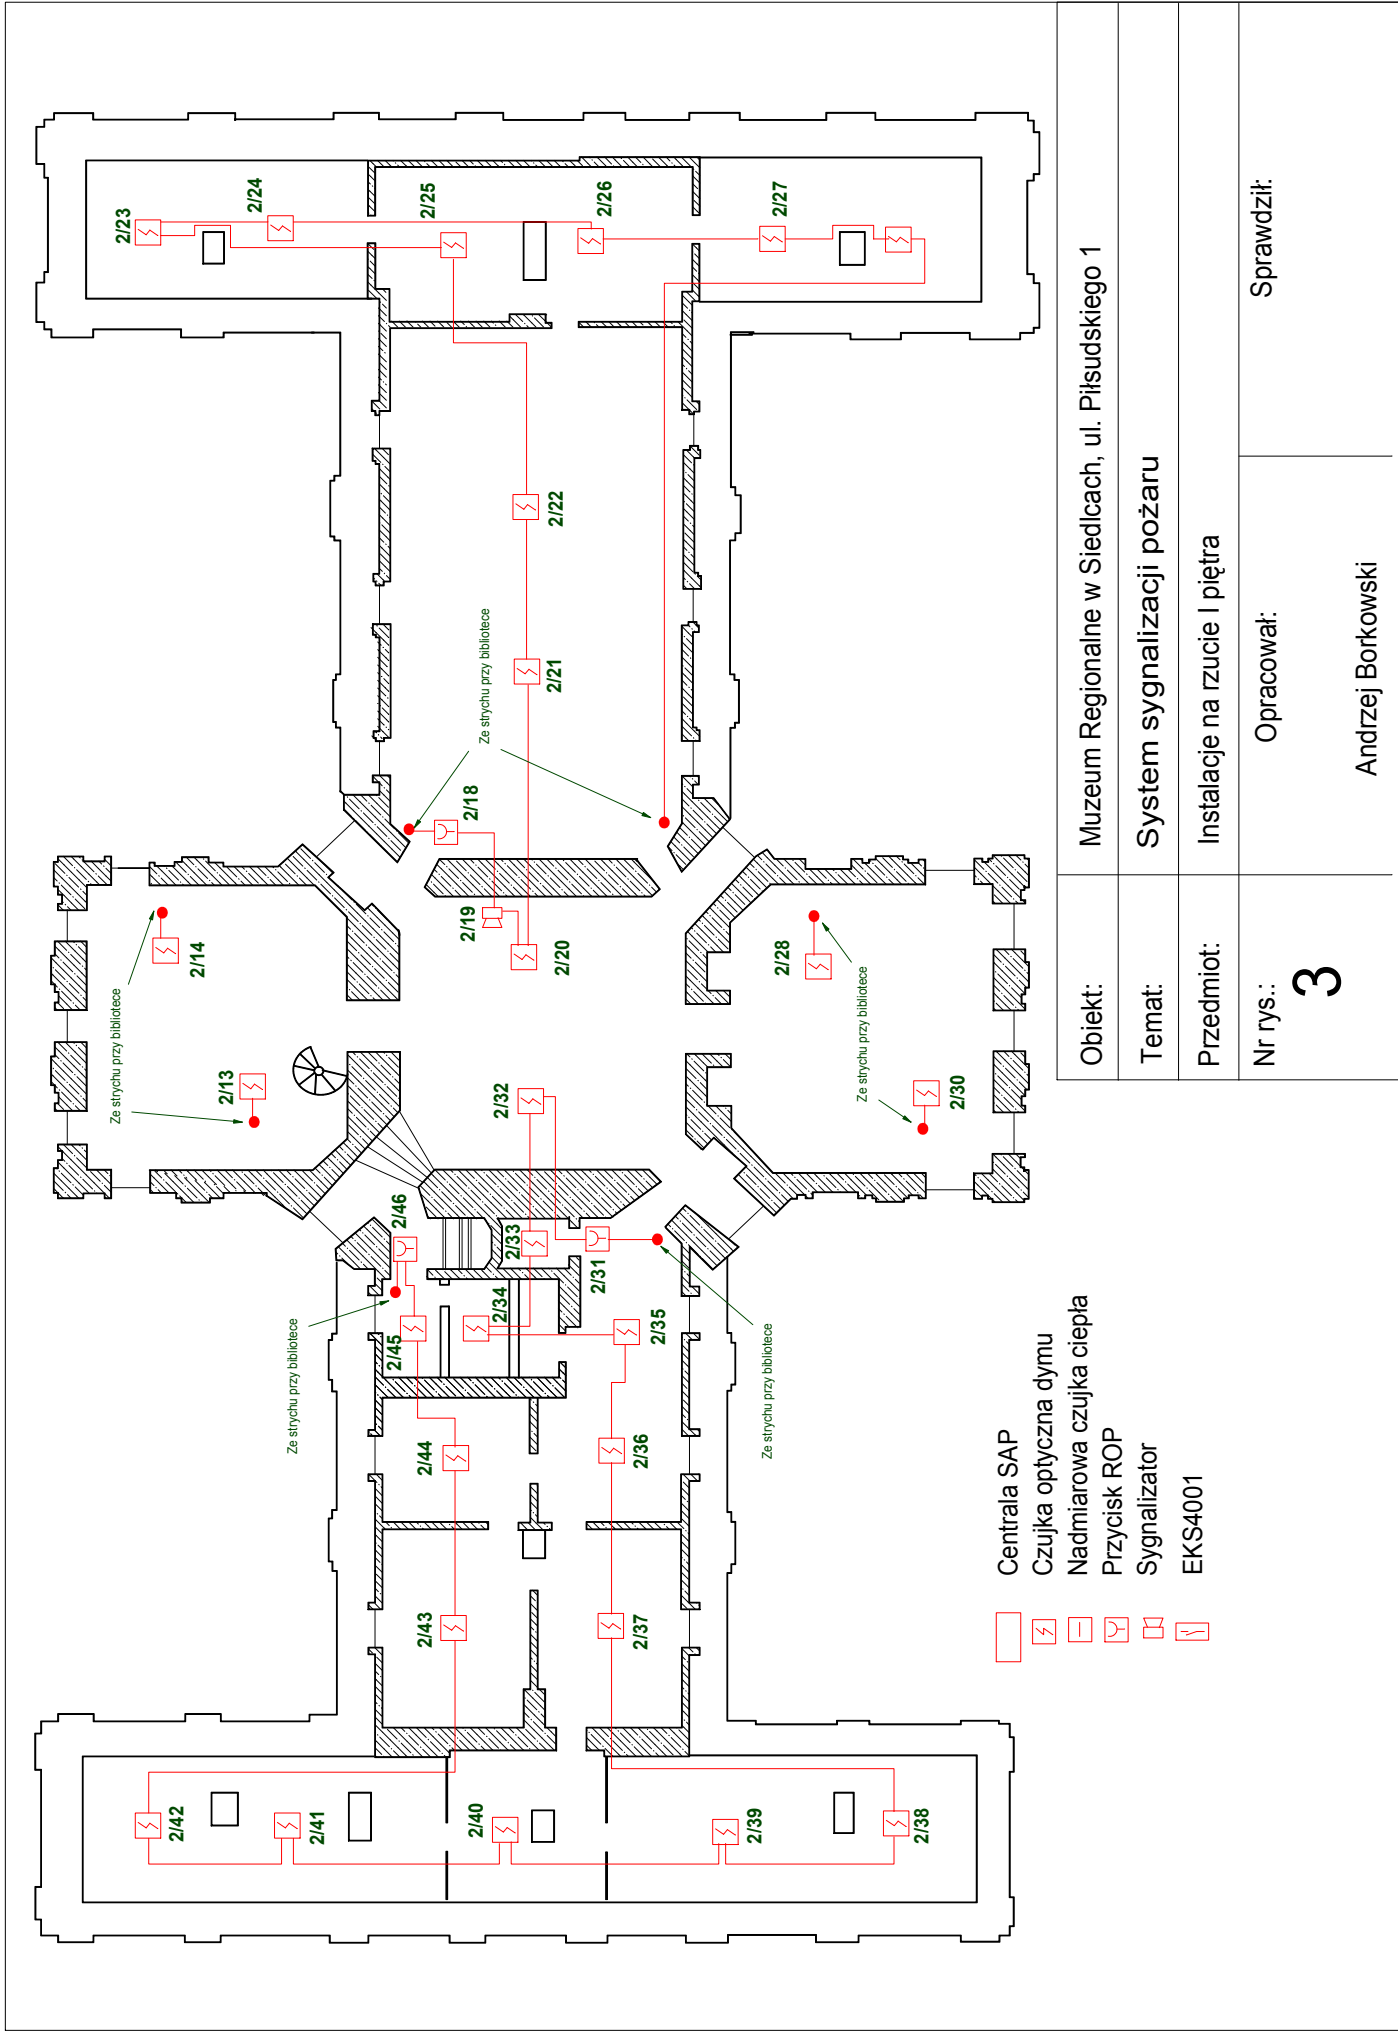 2/23
2/24
2/25
2/26
2/27
2/22
2/21
Ze strychu przy bibliotece
2/18
2/19
2/20
2/14
Ze strychu przy bibliotece
2/13
2/28
Ze strychu przy bibliotece
2/30
2/32
2/46
2/33
2/31
2/34
2/45
2/35
Ze strychu przy bibliotece
Ze strychu przy bibliotece
2/44
2/36
2/43
2/37
2/42
2/41
2/40
2/39
2/38
Centrala SAP
Czujka optyczna dymu
Nadmiarowa czujka ciepła
Przycisk ROP
Sygnalizator
EKS4001
Obiekt: Muzeum Regionalne w Siedlcach, ul. Piłsudskiego 1
Temat: System sygnalizacji pożaru
Przedmiot: Instalacje na rzucie I piętra
Nr rys.: Opracował: Sprawdził:
3
Andrzej Borkowski